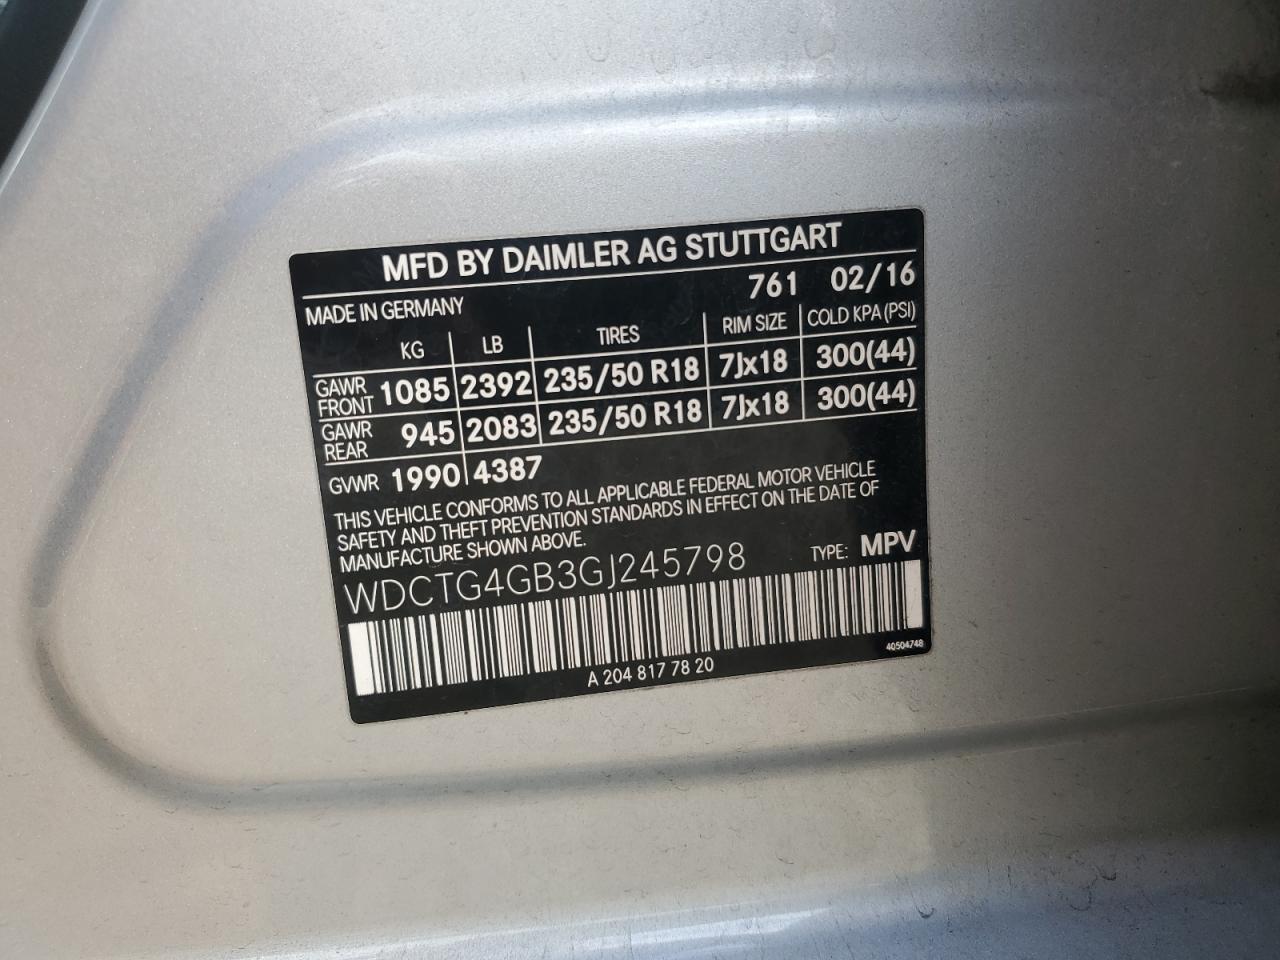 MFD BY DAIMLER AG STUTTGART
761 02/16
MADE IN GERMANY
KG LB TIRES RIM SIZE COLD KPA (PSI)
GAWR FRONT 1085 2392 235/50 R18 7Jx18 300(44)
GAWR REAR 945 2083 235/50 R18 7Jx18 300(44)
GVWR 1990 4387
THIS VEHICLE CONFORMS TO ALL APPLICABLE FEDERAL MOTOR VEHICLE
SAFETY AND THEFT PREVENTION STANDARDS IN EFFECT ON THE DATE OF
MANUFACTURE SHOWN ABOVE.
WDCTG4GB3GJ245798 TYPE: MPV
40504748
A 204 817 78 20